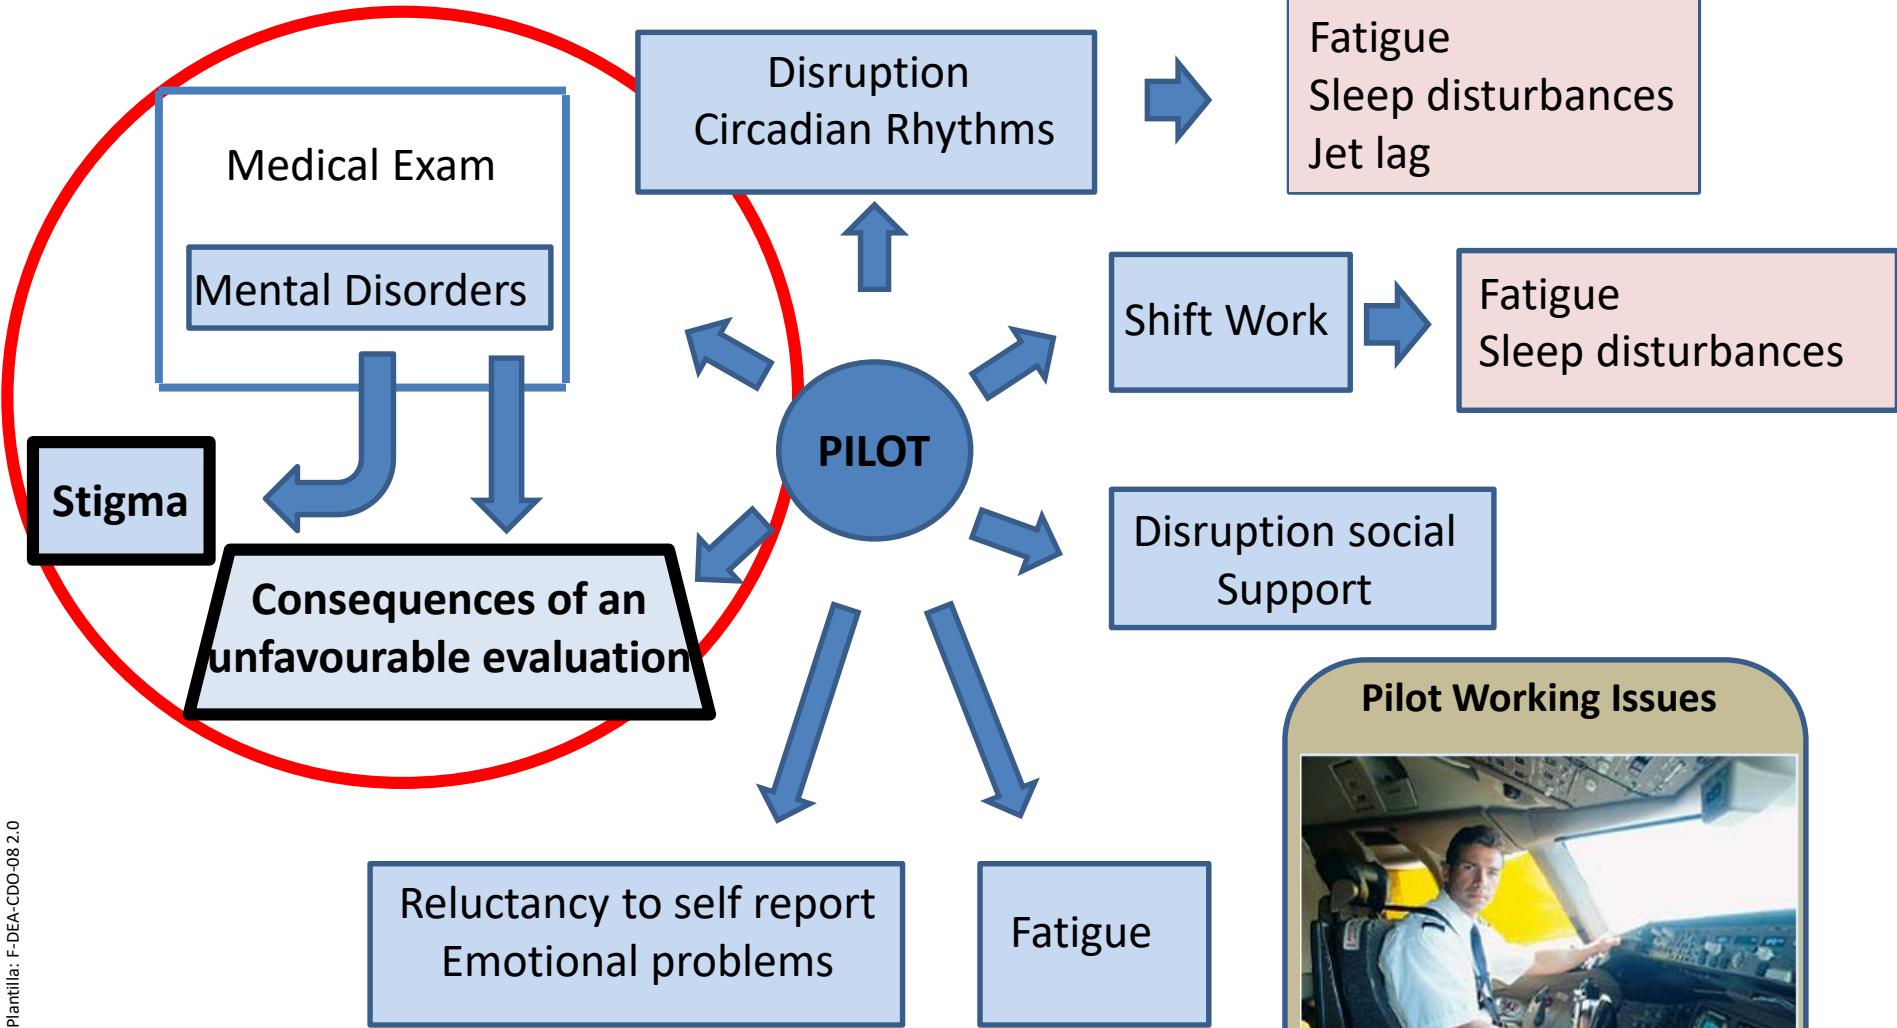 Disruption
Circadian Rhythms
Fatigue
Sleep disturbances
Jet lag
Medical Exam
Mental Disorders
Shift Work
Fatigue
Sleep disturbances
PILOT
Stigma
Disruption social
Support
Consequences of an
unfavourable evaluation
Pilot Working Issues
Reluctancy to self report
Emotional problems
Fatigue
Plantilla: F-DEA-CDO-08 2.0